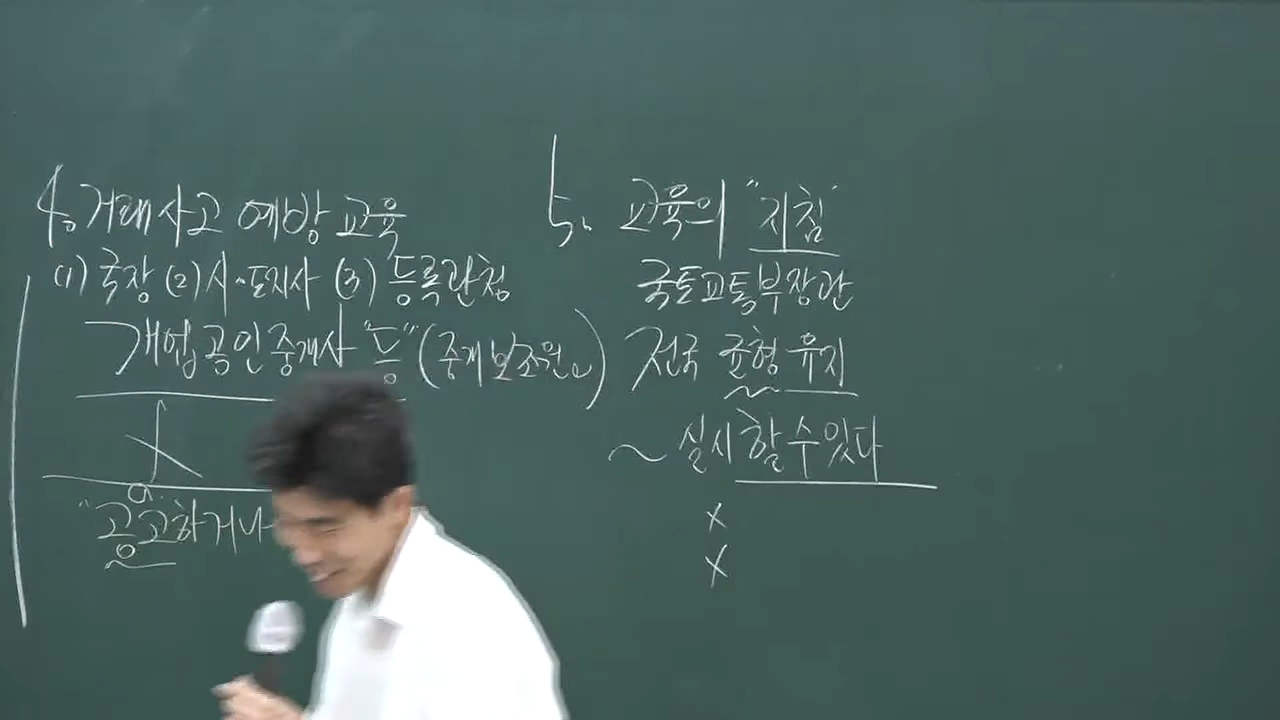 4. 거래사고 예방 교육
(1) 국장 (2) 시·도지사 (3) 등록관청
개업공인중개사 "등" (중개보조원o)
X
"공고하거나
5. 교육의 "지침"
국토교통부장관
전국 균형 유지
~ 실시할 수 있다
x
x